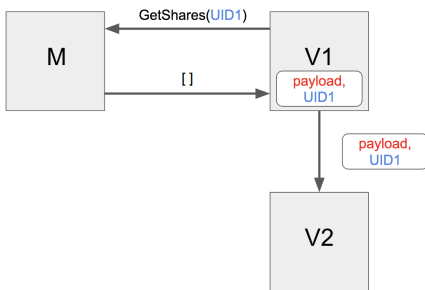 GetShares(UID1)
M
V1
[ ]
payload,
UID1
payload,
UID1
V2